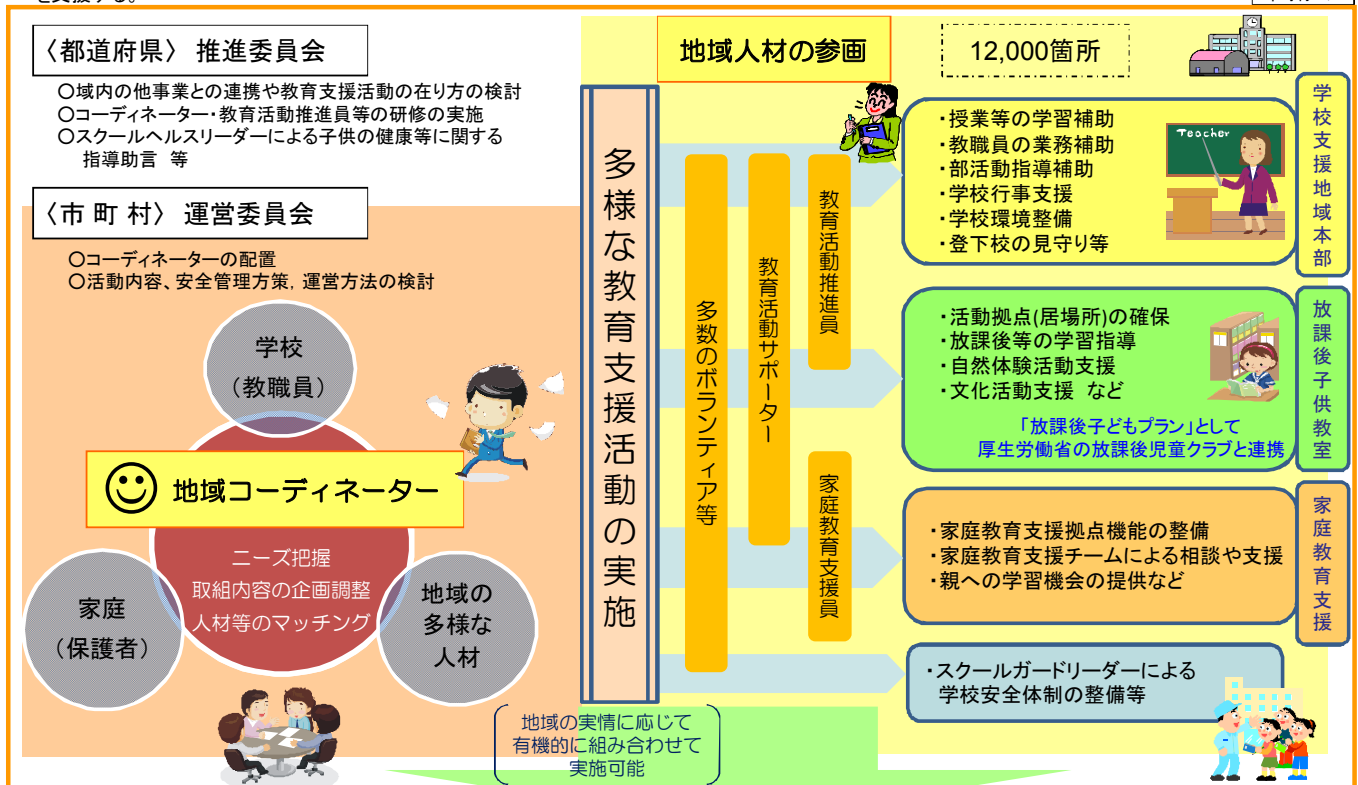 を支援する。
〈都道府県〉 推進委員会
○域内の他事業との連携や教育支援活動の在り方の検討
○コーディネーター・教育活動推進員等の研修の実施
○スクールヘルスリーダーによる子供の健康等に関する
指導助言 等
〈市 町 村〉 運営委員会
○コーディネーターの配置
○活動内容、安全管理方策，運営方法の検討
学校
（教職員）
地域コーディネーター
ニーズ把握
取組内容の企画調整
人材等のマッチング
家庭
（保護者）
地域の
多様な
人材
多様な教育支援活動の実施
地域人材の参画
12,000箇所
多数のボランティア等
教育活動サポーター
教育活動推進員
家庭教育支援員
Teacher
・授業等の学習補助
・教職員の業務補助
・部活動指導補助
・学校行事支援
・学校環境整備
・登下校の見守り等
学校支援地域本部
・活動拠点(居場所)の確保
・放課後等の学習指導
・自然体験活動支援
・文化活動支援 など
「放課後子どもプラン」として
厚生労働省の放課後児童クラブと連携
放課後子供教室
・家庭教育支援拠点機能の整備
・家庭教育支援チームによる相談や支援
・親への学習機会の提供など
家庭教育支援
・スクールガードリーダーによる
学校安全体制の整備等
地域の実情に応じて
有機的に組み合わせて
実施可能